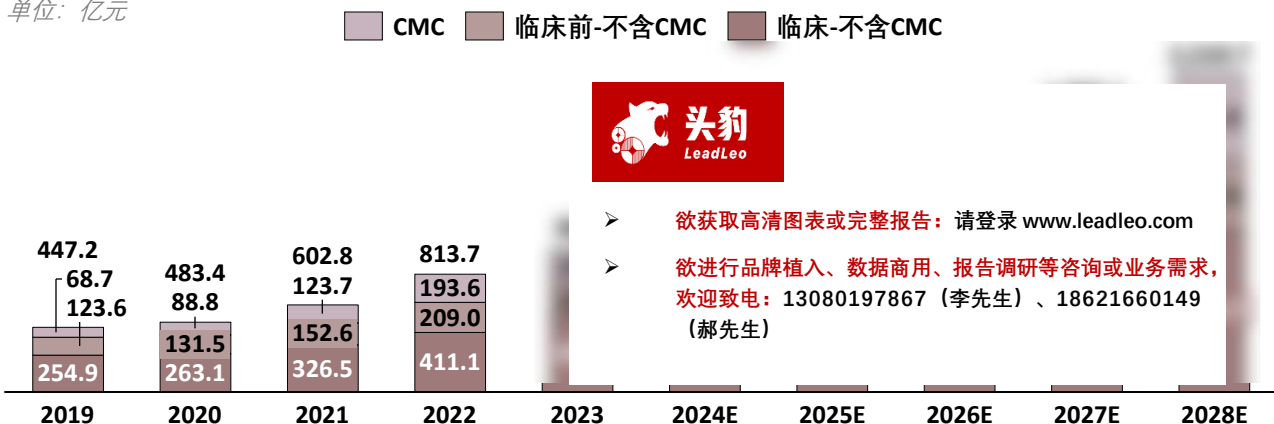 单位：亿元
CMC 临床前-不含CMC 临床-不含CMC
头豹
LeadLeo
➢ 欲获取高清图表或完整报告：请登录 www.leadleo.com
➢ 欲进行品牌植入、数据商用、报告调研等咨询或业务需求，
欢迎致电：13080197867（李先生）、18621660149
（郝先生）
447.2
68.7
123.6
254.9
483.4
88.8
131.5
263.1
602.8
123.7
152.6
326.5
813.7
193.6
209.0
411.1
2019 2020 2021 2022 2023 2024E 2025E 2026E 2027E 2028E